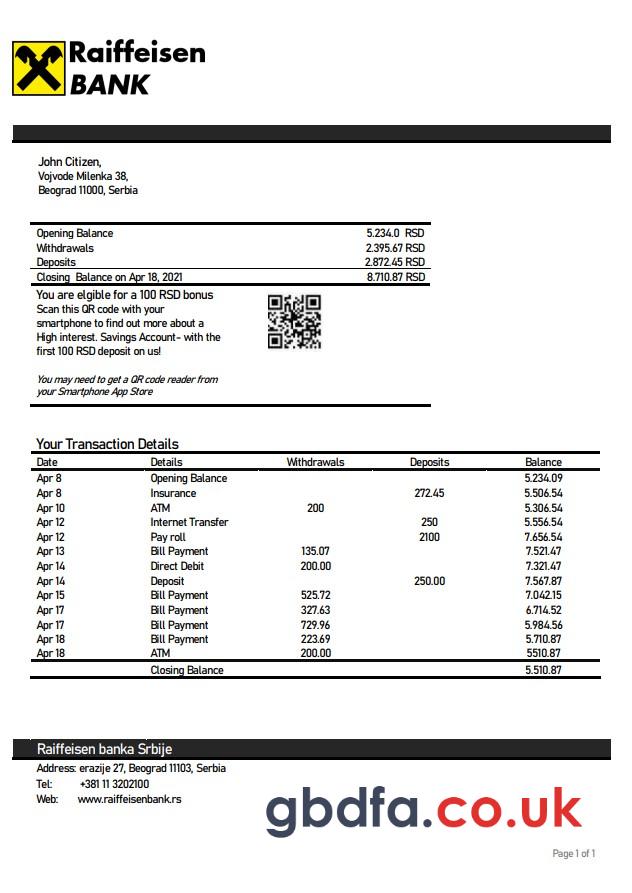 Raiffeisen
BANK
John Citizen,
Vojvode Milenka 38,
Beograd 11000, Serbia
Opening Balance 5.234.0 RSD
Withdrawals 2.395.67 RSD
Deposits 2.872.45 RSD
Closing Balance on Apr 18, 2021 8.710.87 RSD
You are elgible for a 100 RSD bonus
Scan this QR code with your
smartphone to find out more about a
High interest. Savings Account- with the
first 100 RSD deposit on us!
You may need to get a QR code reader from
your Smartphone App Store
Your Transaction Details
Date Details Withdrawals Deposits Balance
Apr 8 Opening Balance 5.234.09
Apr 8 Insurance 272.45 5.506.54
Apr 10 ATM 200 5.306.54
Apr 12 Internet Transfer 250 5.556.54
Apr 12 Pay roll 2100 7.656.54
Apr 13 Bill Payment 135.07 7.521.47
Apr 14 Direct Debit 200.00 7.321.47
Apr 14 Deposit 250.00 7.567.87
Apr 15 Bill Payment 525.72 7.042.15
Apr 17 Bill Payment 327.63 6.714.52
Apr 17 Bill Payment 729.96 5.984.56
Apr 18 Bill Payment 223.69 5.710.87
Apr 18 ATM 200.00 5510.87
Closing Balance 5.510.87
Raiffeisen banka Srbije
Address: erazije 27, Beograd 11103, Serbia
Tel: +381 11 3202100
Web: www.raiffeisenbank.rs
gbdfa.co.uk
Page 1 of 1